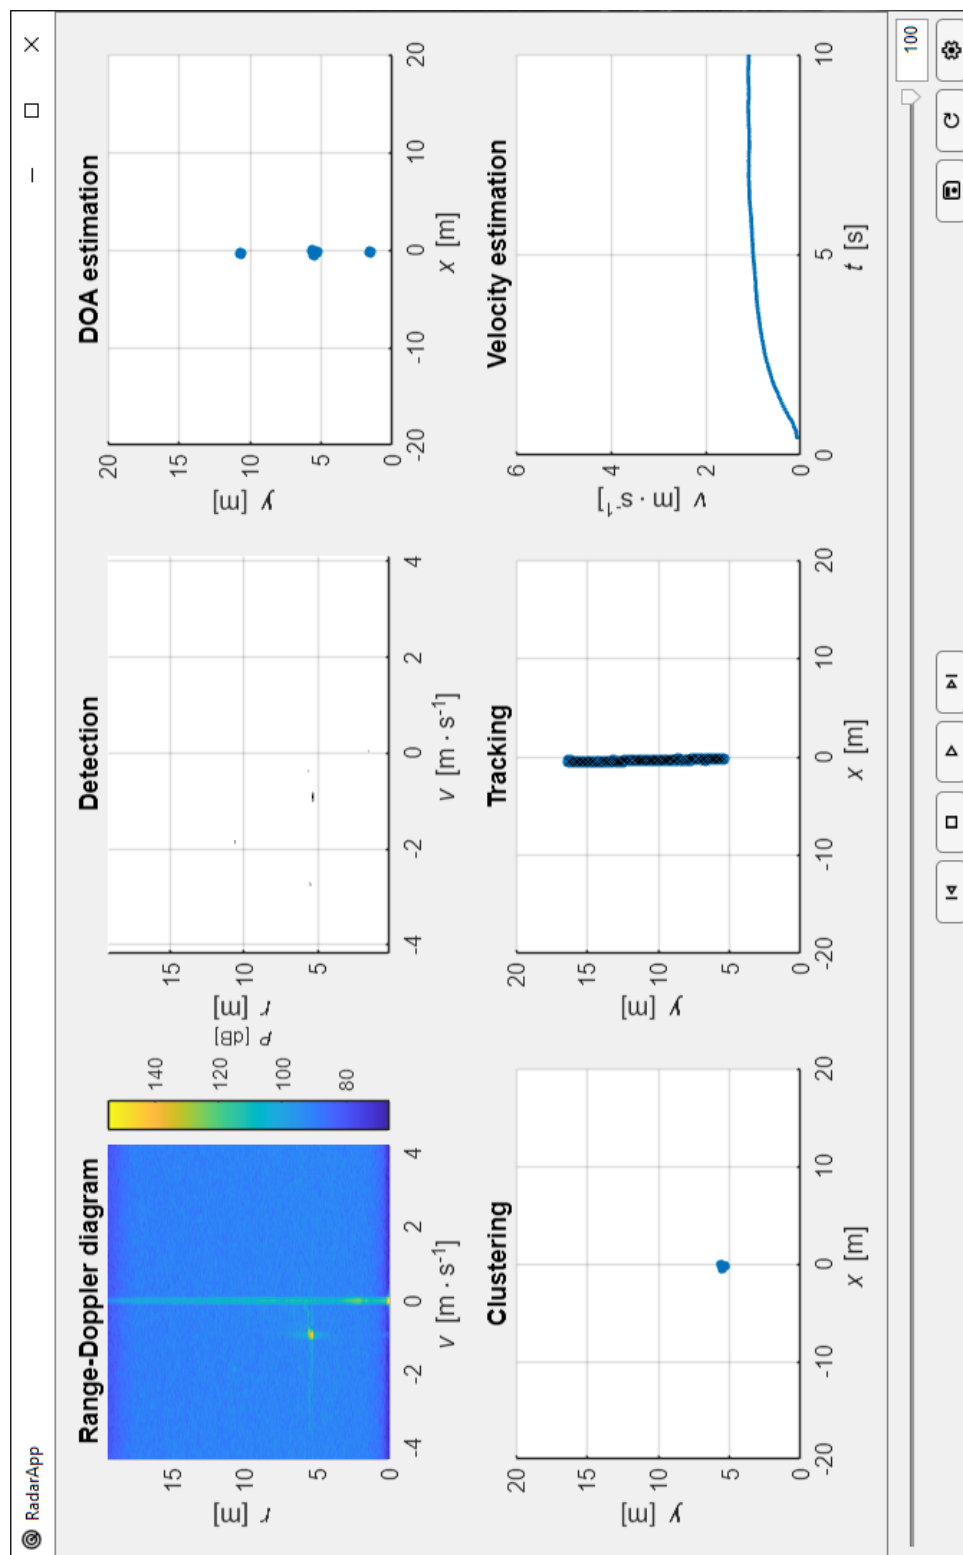 RadarApp
Range-Doppler diagram
r [m]
15
10
5
0
-4
-2
0
2
4
v [m · s-1]
P [dB]
140
120
100
80
Detection
r [m]
15
10
5
-4
-2
0
2
4
v [m · s-1]
DOA estimation
y [m]
20
15
10
5
0
-20
-10
0
10
20
x [m]
Clustering
y [m]
20
15
10
5
0
-20
-10
0
10
20
x [m]
Tracking
y [m]
20
15
10
5
0
-20
-10
0
10
20
x [m]
Velocity estimation
v [m · s-1]
6
4
2
0
0
5
10
t [s]
100